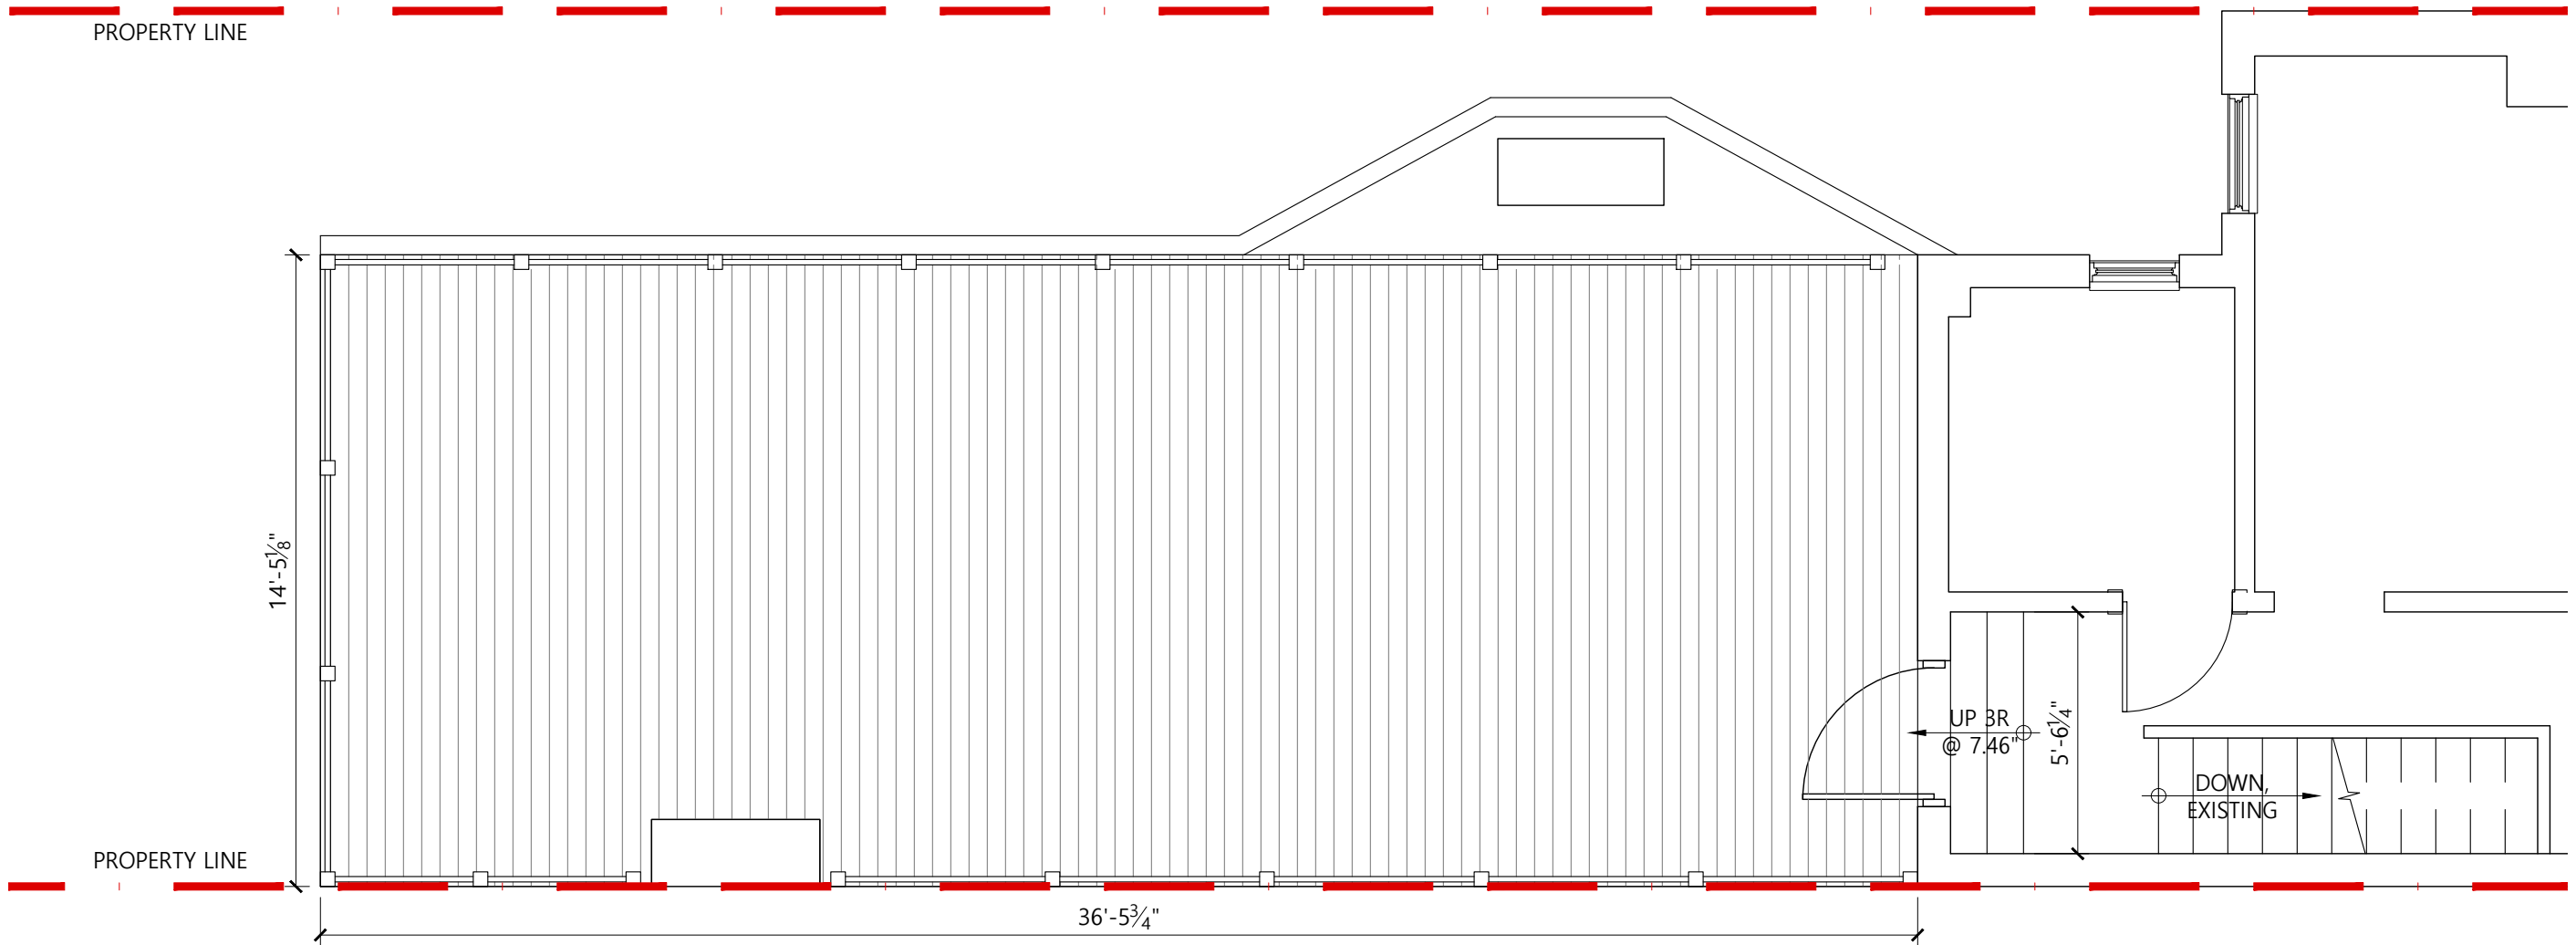 PROPERTY LINE
14'-5⅛"
UP 3R
@ 7.46"
5'-6¼"
DOWN,
EXISTING
PROPERTY LINE
36'-5¾"